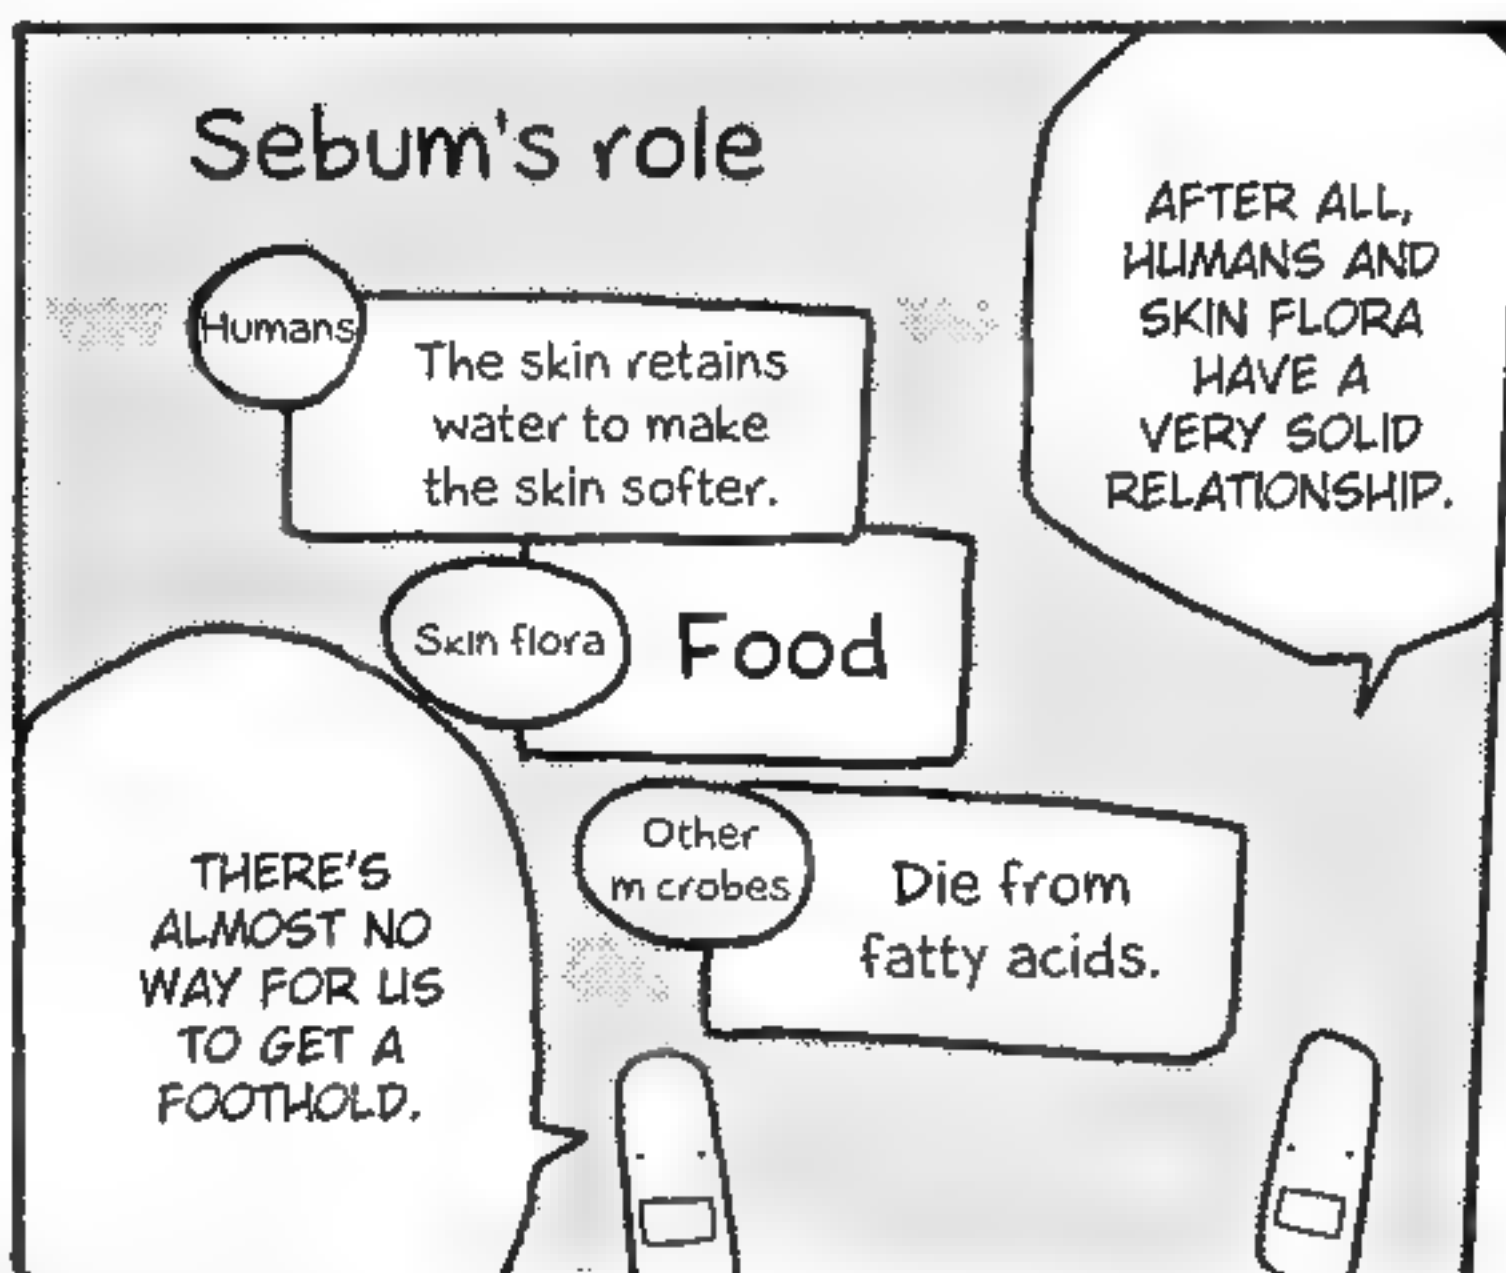 Sebum's role
AFTER ALL,
HUMANS AND
SKIN FLORA
HAVE A
VERY SOLID
RELATIONSHIP.
Humans
The skin retains
water to make
the skin softer.
Skin flora
Food
Other
m crobes
Die from
fatty acids.
THERE'S
ALMOST NO
WAY FOR US
TO GET A
FOOTHOLD.